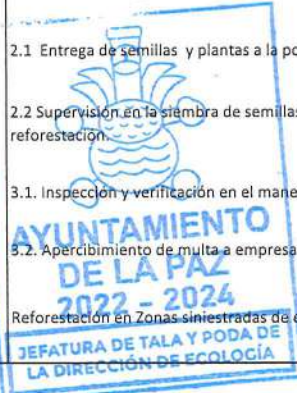 2.1 Entrega de semillas y plantas a la po
2.2 Supervisión en la siembra de semillas
reforestación.
3.1. Inspección y verificación en el mane
AYUNTAMIENTO
3.2. Apercibimiento de multa a empresa
DE LA PAZ
2022 - 2024
Reforestación en Zonas siniestradas de e
JEFATURA DE TALA Y PODA DE
LA DIRECCIÓN DE ECOLOGÍA